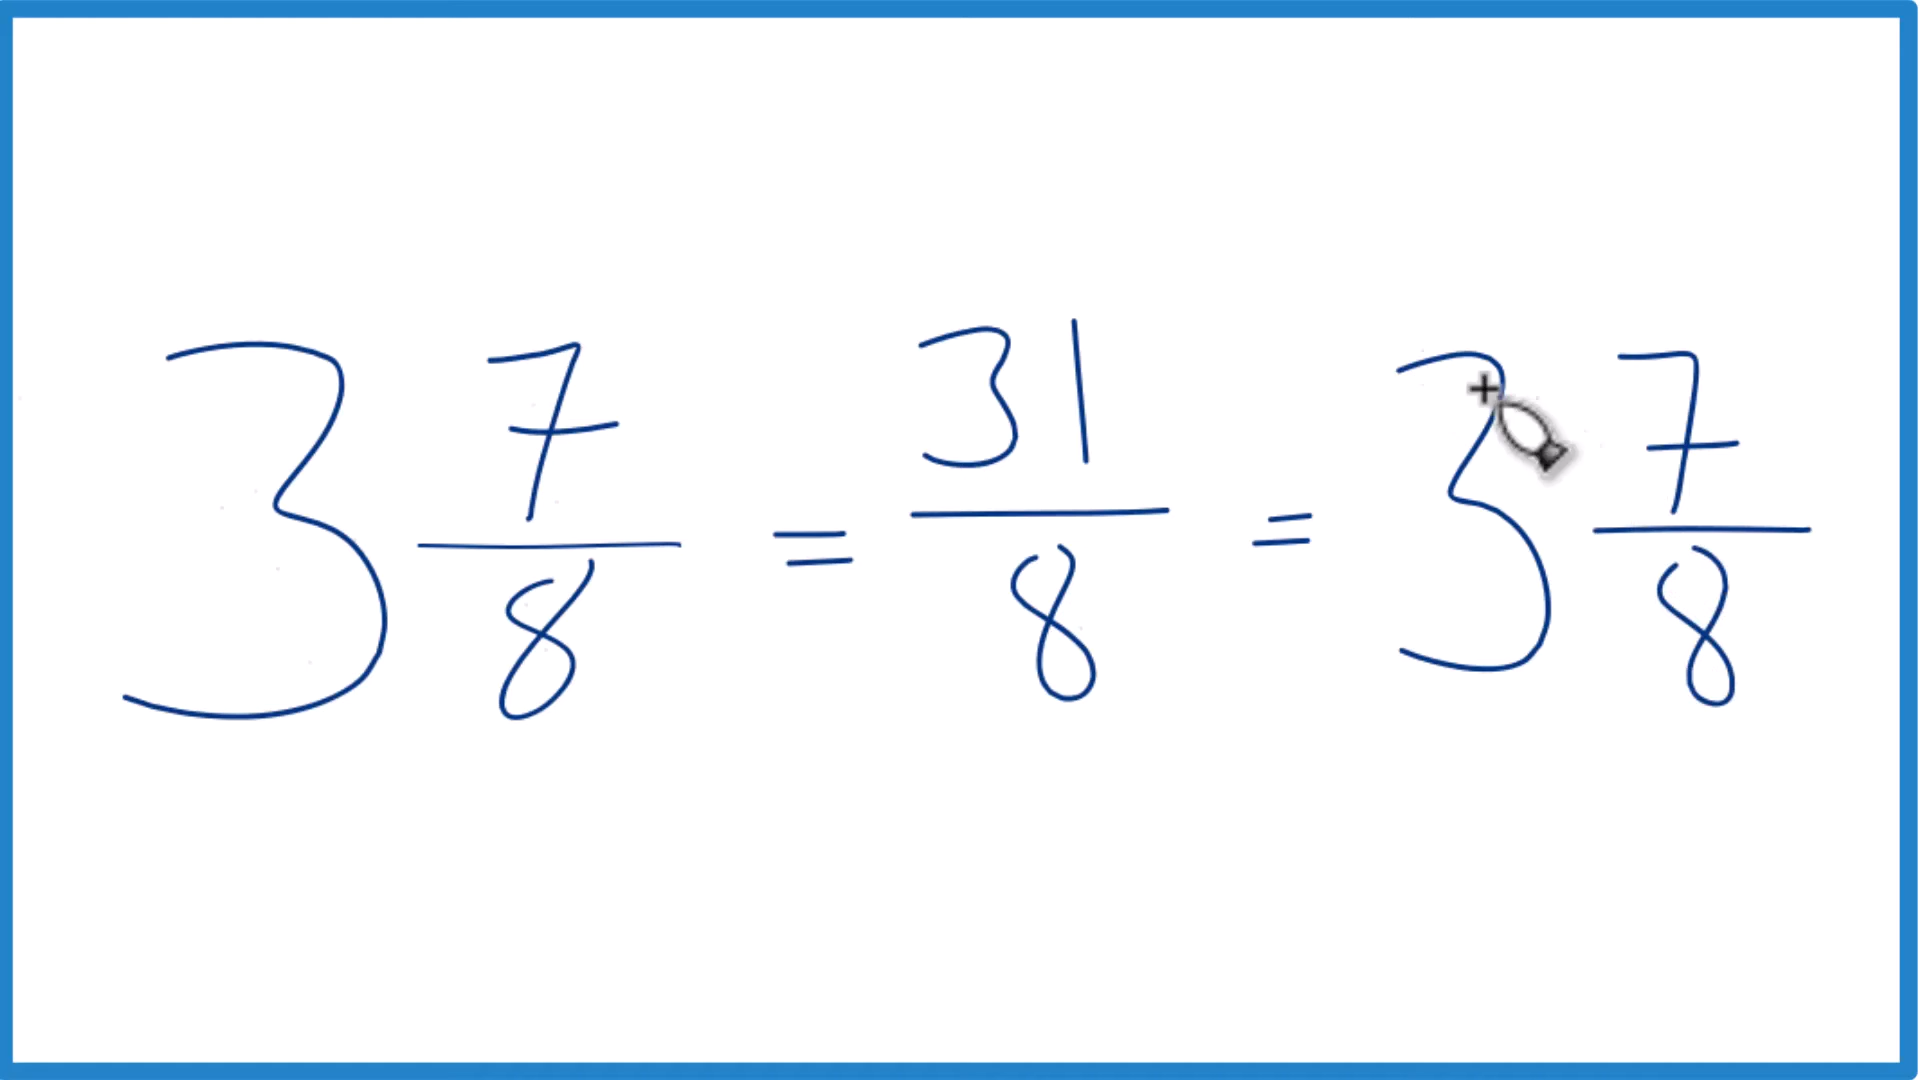 3 7/8 = 31/8 = 3 7/8